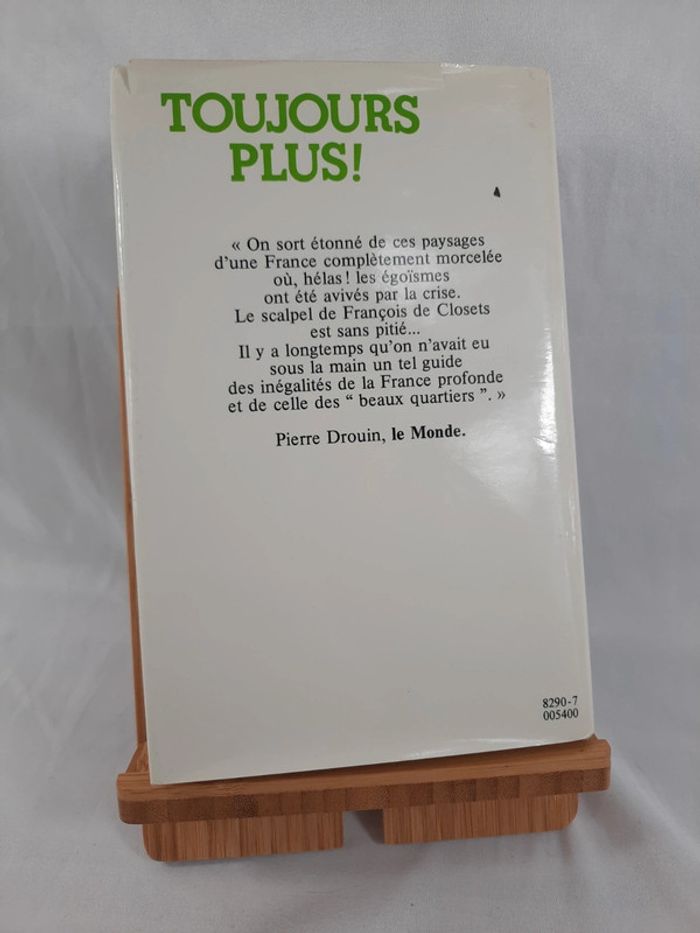 TOUJOURS
PLUS!
« On sort étonné de ces paysages
d'une France complètement morcelée
où, hélas! les égoïsmes
ont été avivés par la crise.
Le scalpel de François de Closets
est sans pitié...
Il y a longtemps qu'on n'avait eu
sous la main un tel guide
des inégalités de la France profonde
et de celle des “ beaux quartiers ”. »
Pierre Drouin, le Monde.
8290-7
005400